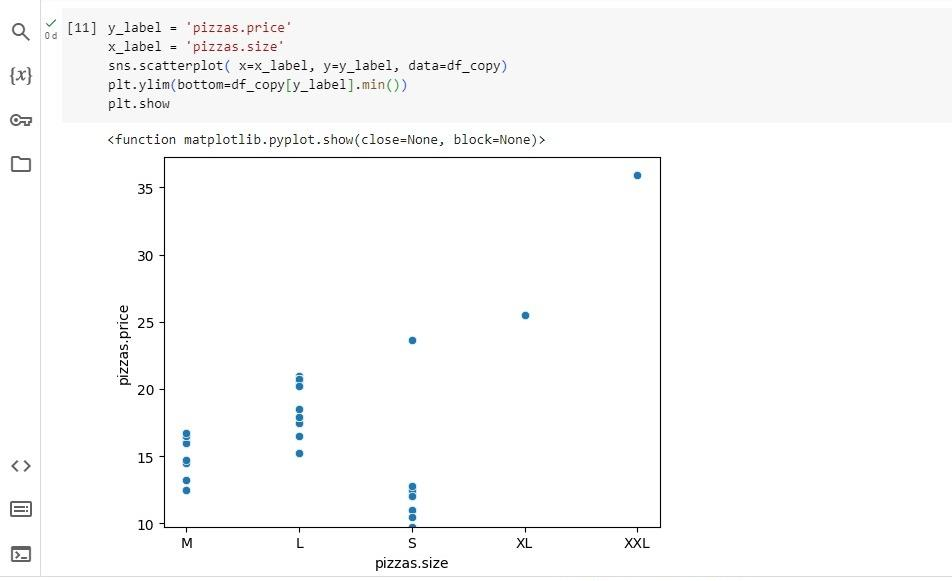 [11] y_label = 'pizzas.price'
x_label = 'pizzas.size'
sns.scatterplot( x=x_label, y=y_label, data=df_copy)
plt.ylim(bottom=df_copy[y_label].min())
plt.show
0 d
{x}
<function matplotlib.pyplot.show(close=None, block=None)>
35
30
25
20
15
10
pizzas.price
M L S XL XXL
pizzas.size